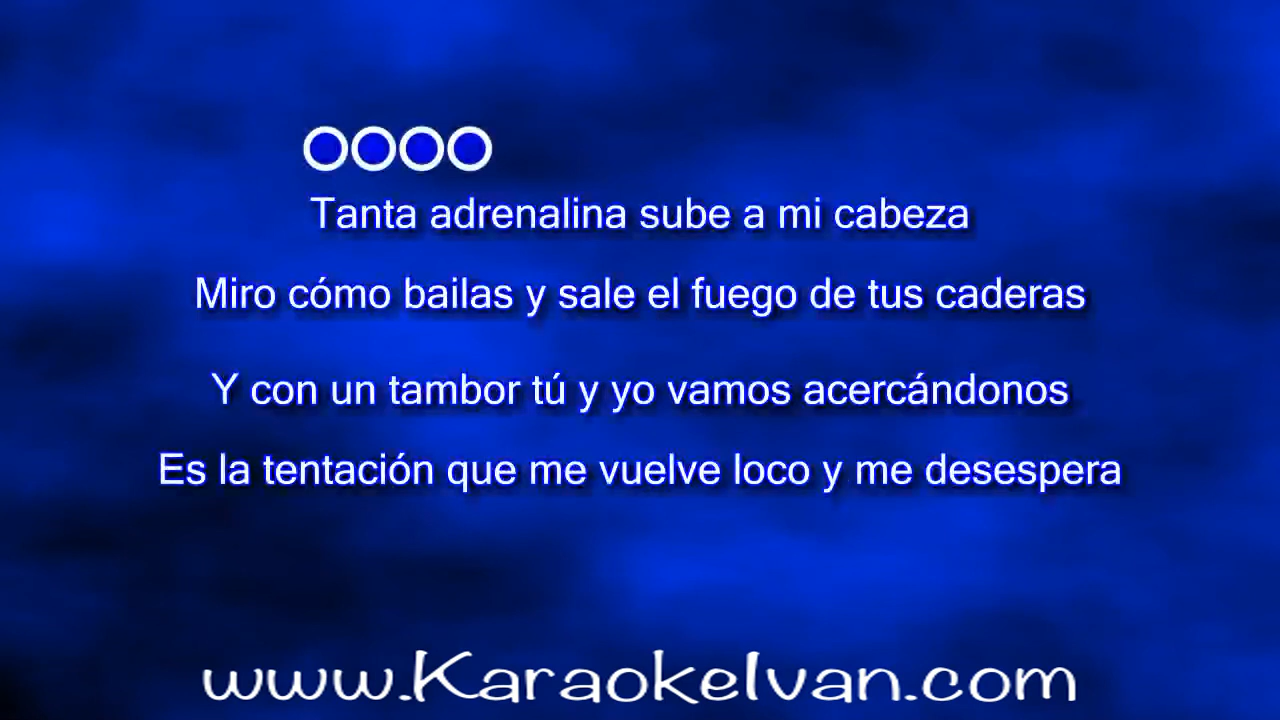 Tanta adrenalina sube a mi cabeza
Miro cómo bailas y sale el fuego de tus caderas
Y con un tambor tú y yo vamos acercándonos
Es la tentación que me vuelve loco y me desespera
www.KaraokeIvan.com